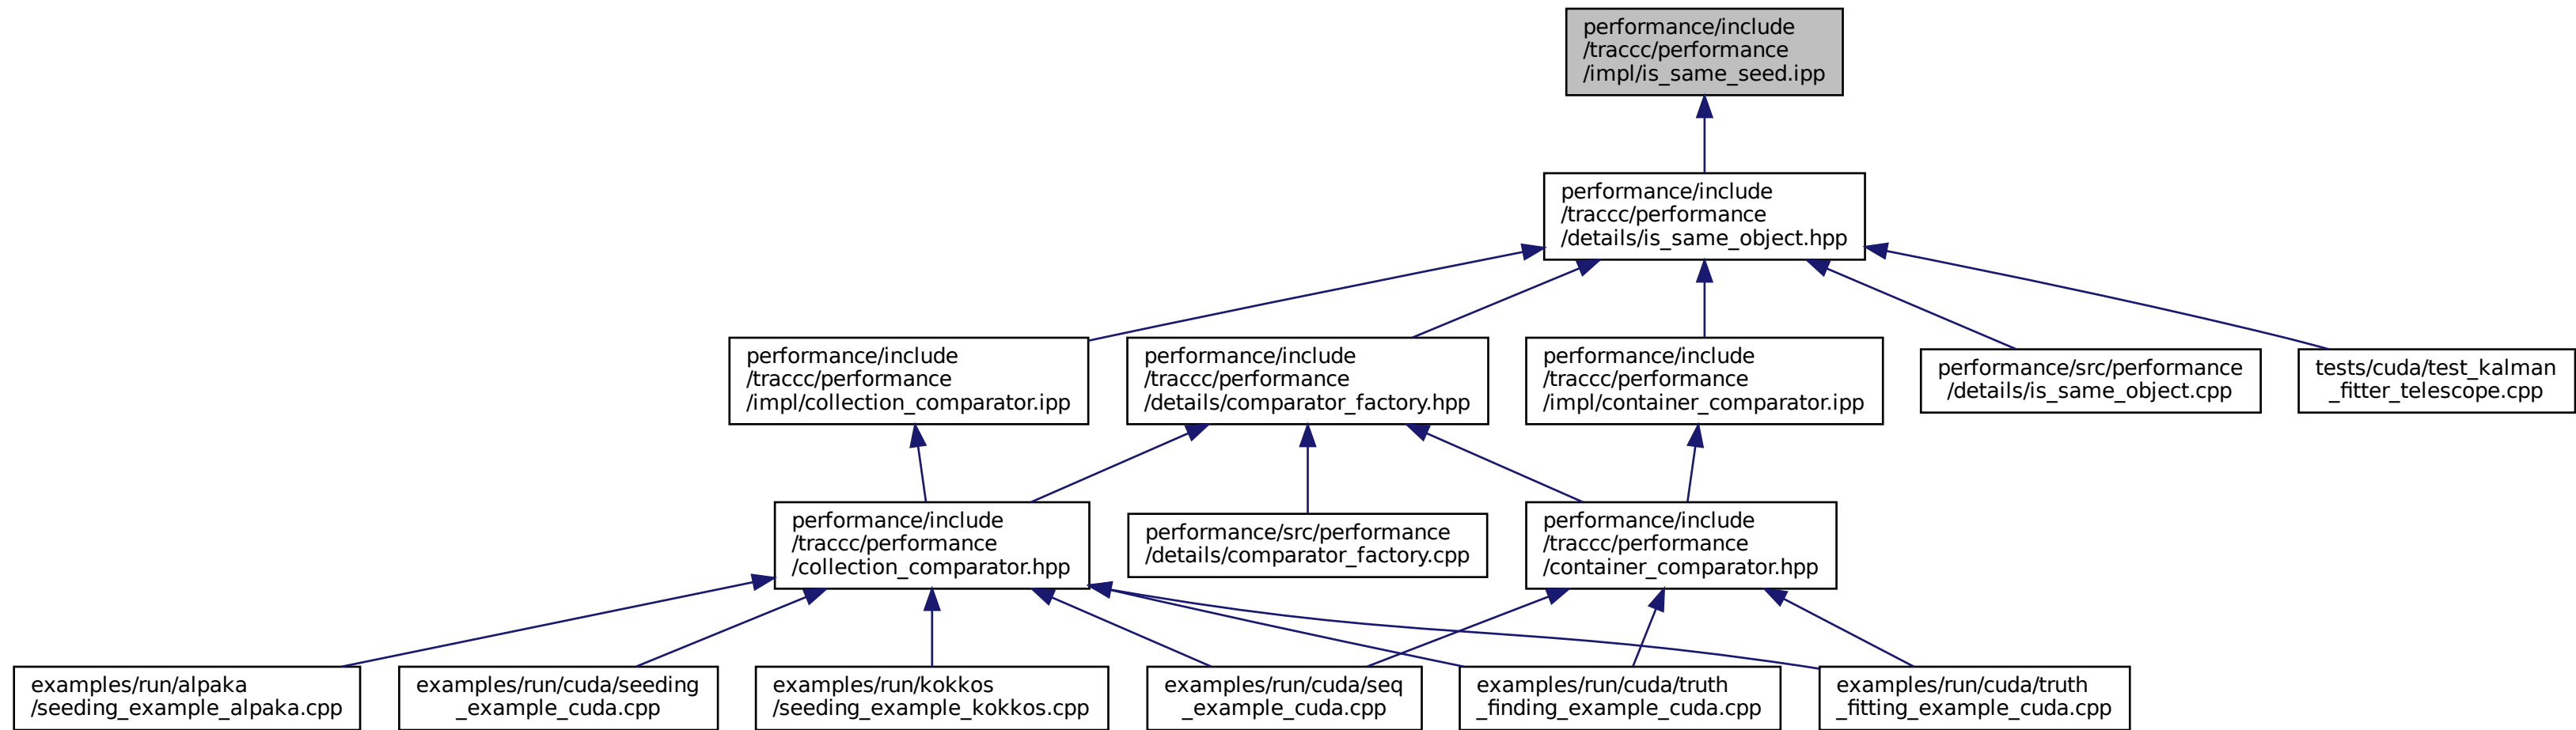 performance/include
/traccc/performance
/impl/is_same_seed.ipp
performance/include
/traccc/performance
/details/is_same_object.hpp
performance/include
/traccc/performance
/impl/collection_comparator.ipp
performance/include
/traccc/performance
/details/comparator_factory.hpp
performance/include
/traccc/performance
/impl/container_comparator.ipp
performance/src/performance
/details/is_same_object.cpp
tests/cuda/test_kalman
_fitter_telescope.cpp
performance/include
/traccc/performance
/collection_comparator.hpp
performance/src/performance
/details/comparator_factory.cpp
performance/include
/traccc/performance
/container_comparator.hpp
examples/run/alpaka
/seeding_example_alpaka.cpp
examples/run/cuda/seeding
_example_cuda.cpp
examples/run/kokkos
/seeding_example_kokkos.cpp
examples/run/cuda/seq
_example_cuda.cpp
examples/run/cuda/truth
_finding_example_cuda.cpp
examples/run/cuda/truth
_fitting_example_cuda.cpp